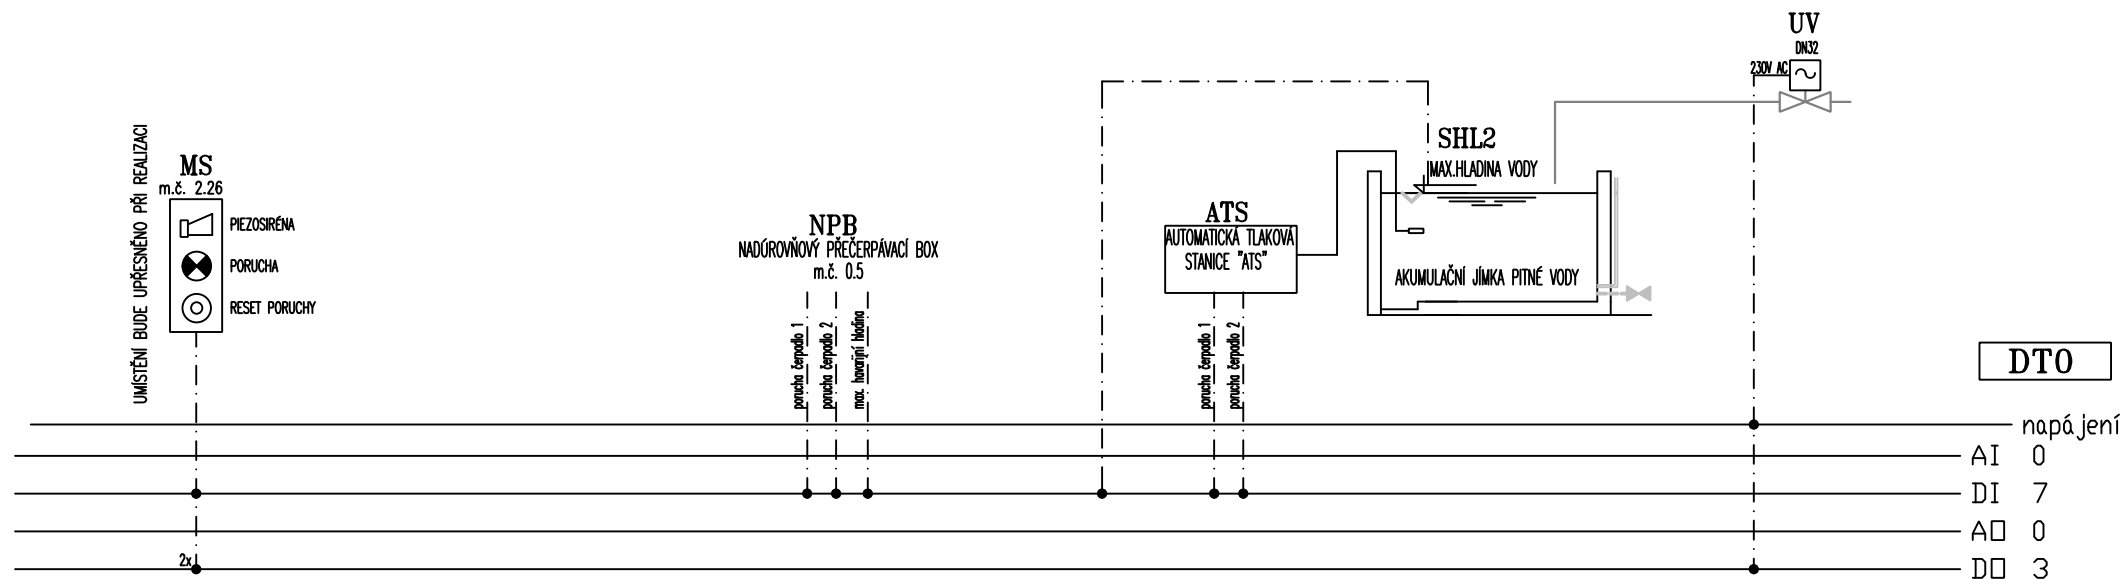 UV
DN32
230V AC
SHL2
MAX.HLADINA VODY
UMÍSTĚNÍ BUDE UPŘESNĚNO PŘI REALIZACI
MS
m.č. 2.26
PIEZOSIRÉNA
PORUCHA
RESET PORUCHY
NPB
NADÚROVŇOVÝ PŘEČERPÁVACÍ BOX
m.č. 0.5
porucha čerpadlo 1
porucha čerpadlo 2
max. havarijní hladina
ATS
AUTOMATICKÁ TLAKOVÁ
STANICE "ATS"
porucha čerpadlo 1
porucha čerpadlo 2
AKUMULAČNÍ JÍMKA PITNÉ VODY
DT0
napájení
AI 0
DI 7
AO 0
2x
DO 3